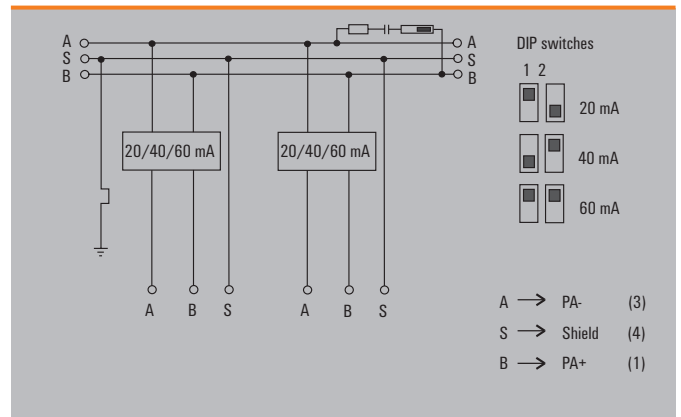 A A
S S
B B
20/40/60 mA 20/40/60 mA
A B S A B S
DIP switches
1 2
20 mA
40 mA
60 mA
A → PA- (3)
S → Shield (4)
B → PA+ (1)